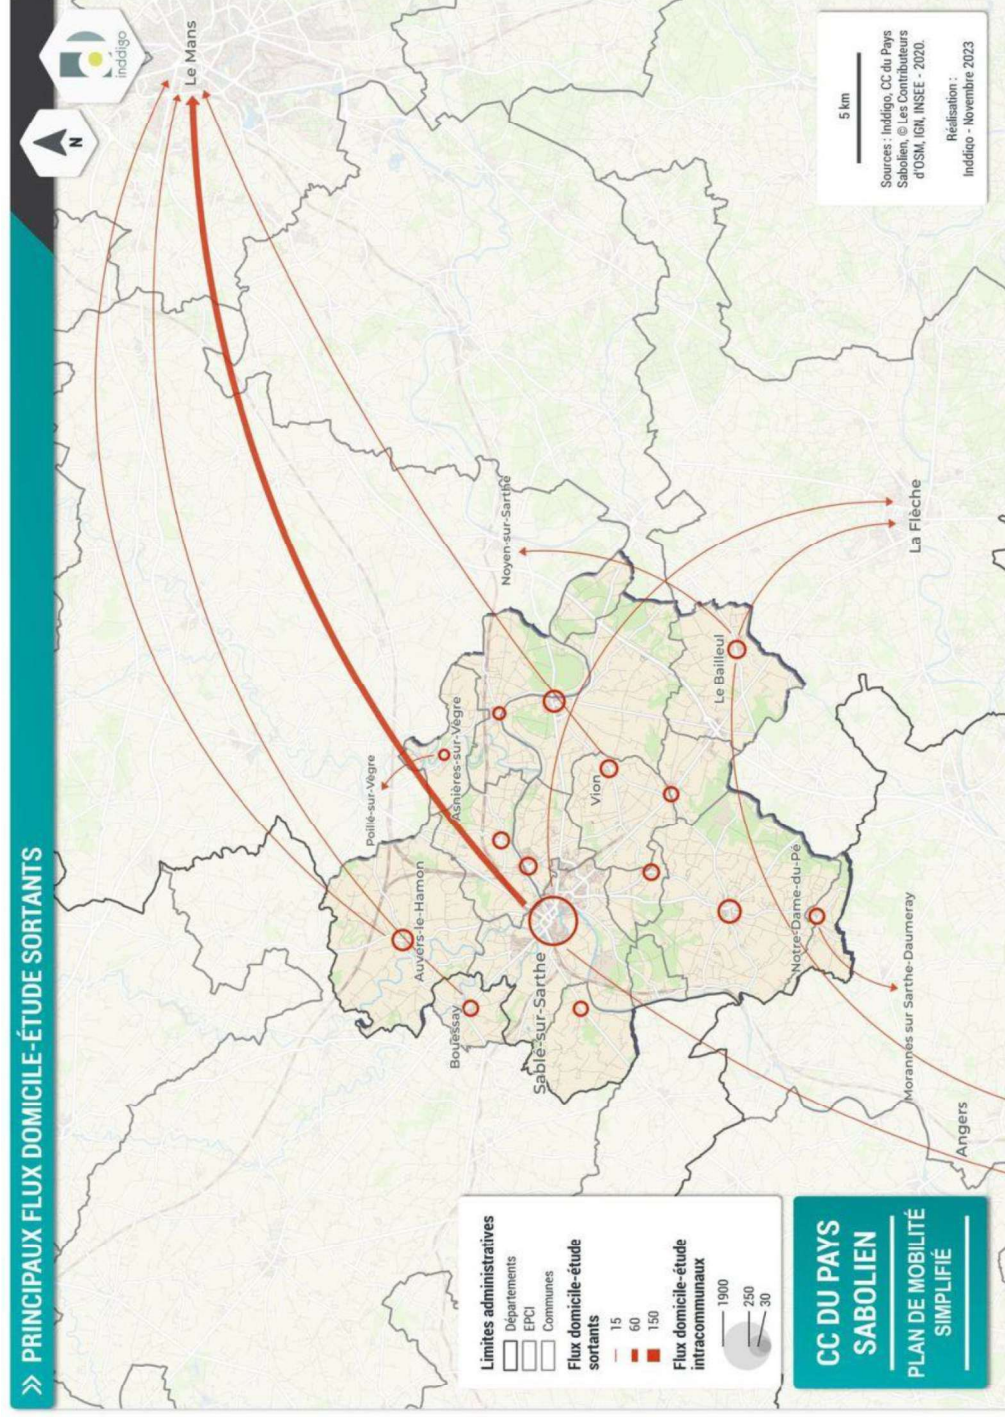 >> PRINCIPAUX FLUX DOMICILE-ÉTUDE SORTANTS
inddigo
N
Le Mans
Noyen-sur-Sarthe
Poillé-sur-Vègre
Asnières-sur-Vègre
Auvers-le-Hamon
Bouessay
Sablé-sur-Sarthe
Vion
Le Bailleul
La Flèche
Notre-Dame-du-Pé
Morannes sur Sarthe-Daumeray
Angers
Limites administratives
Départements
EPCI
Communes
Flux domicile-étude
sortants
15
60
150
Flux domicile-étude
intracommunaux
1900
250
30
CC DU PAYS
SABOLIEN
PLAN DE MOBILITÉ
SIMPLIFIÉ
5 km
Sources : Inddigo, CC du Pays
Sabolien, © Les Contributeurs
d'OSM, IGN, INSEE - 2020.
Réalisation :
Inddigo - Novembre 2023